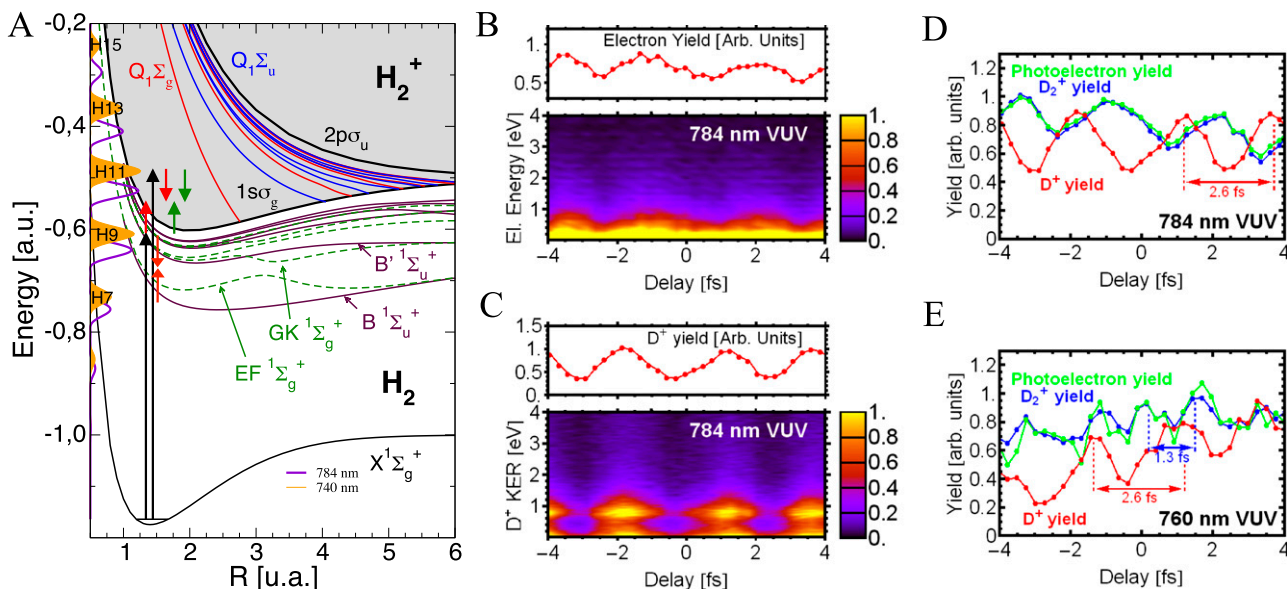 A
-0,2
-0,4
-0,6
-0,8
-1,0
Energy [a.u.]
H15
H13
H11
H9
H7
Q₁Σg
Q₁Σu
H₂⁺
2pσu
1sσg
B' ¹Σu⁺
GK ¹Σg⁺
B ¹Σu⁺
EF ¹Σg⁺
H₂
X¹Σg⁺
784 nm
740 nm
1 2 3 4 5 6
R [u.a.]
B
Electron Yield [Arb. Units]
1.
0.5
784 nm VUV
El. Energy [eV]
4
3
2
1
1.
0.8
0.6
0.4
0.2
0.
−4 −2 0 2 4
Delay [fs]
C
D⁺ yield [Arb. Units]
1.5
1.
0.5
0.
784 nm VUV
D⁺ KER [eV]
4
3
2
1
1.
0.8
0.6
0.4
0.2
0.
−4 −2 0 2 4
Delay [fs]
D
Photoelectron yield
D₂⁺ yield
D⁺ yield
2.6 fs
784 nm VUV
Yield [arb. units]
1.2
1.
0.8
0.6
0.4
0.2
0
−4 −2 0 2 4
Delay [fs]
E
Photoelectron yield
D₂⁺ yield
1.3 fs
2.6 fs
D⁺ yield
760 nm VUV
Yield [arb. units]
1.2
1.
0.8
0.6
0.4
0.2
0
−4 −2 0 2 4
Delay [fs]